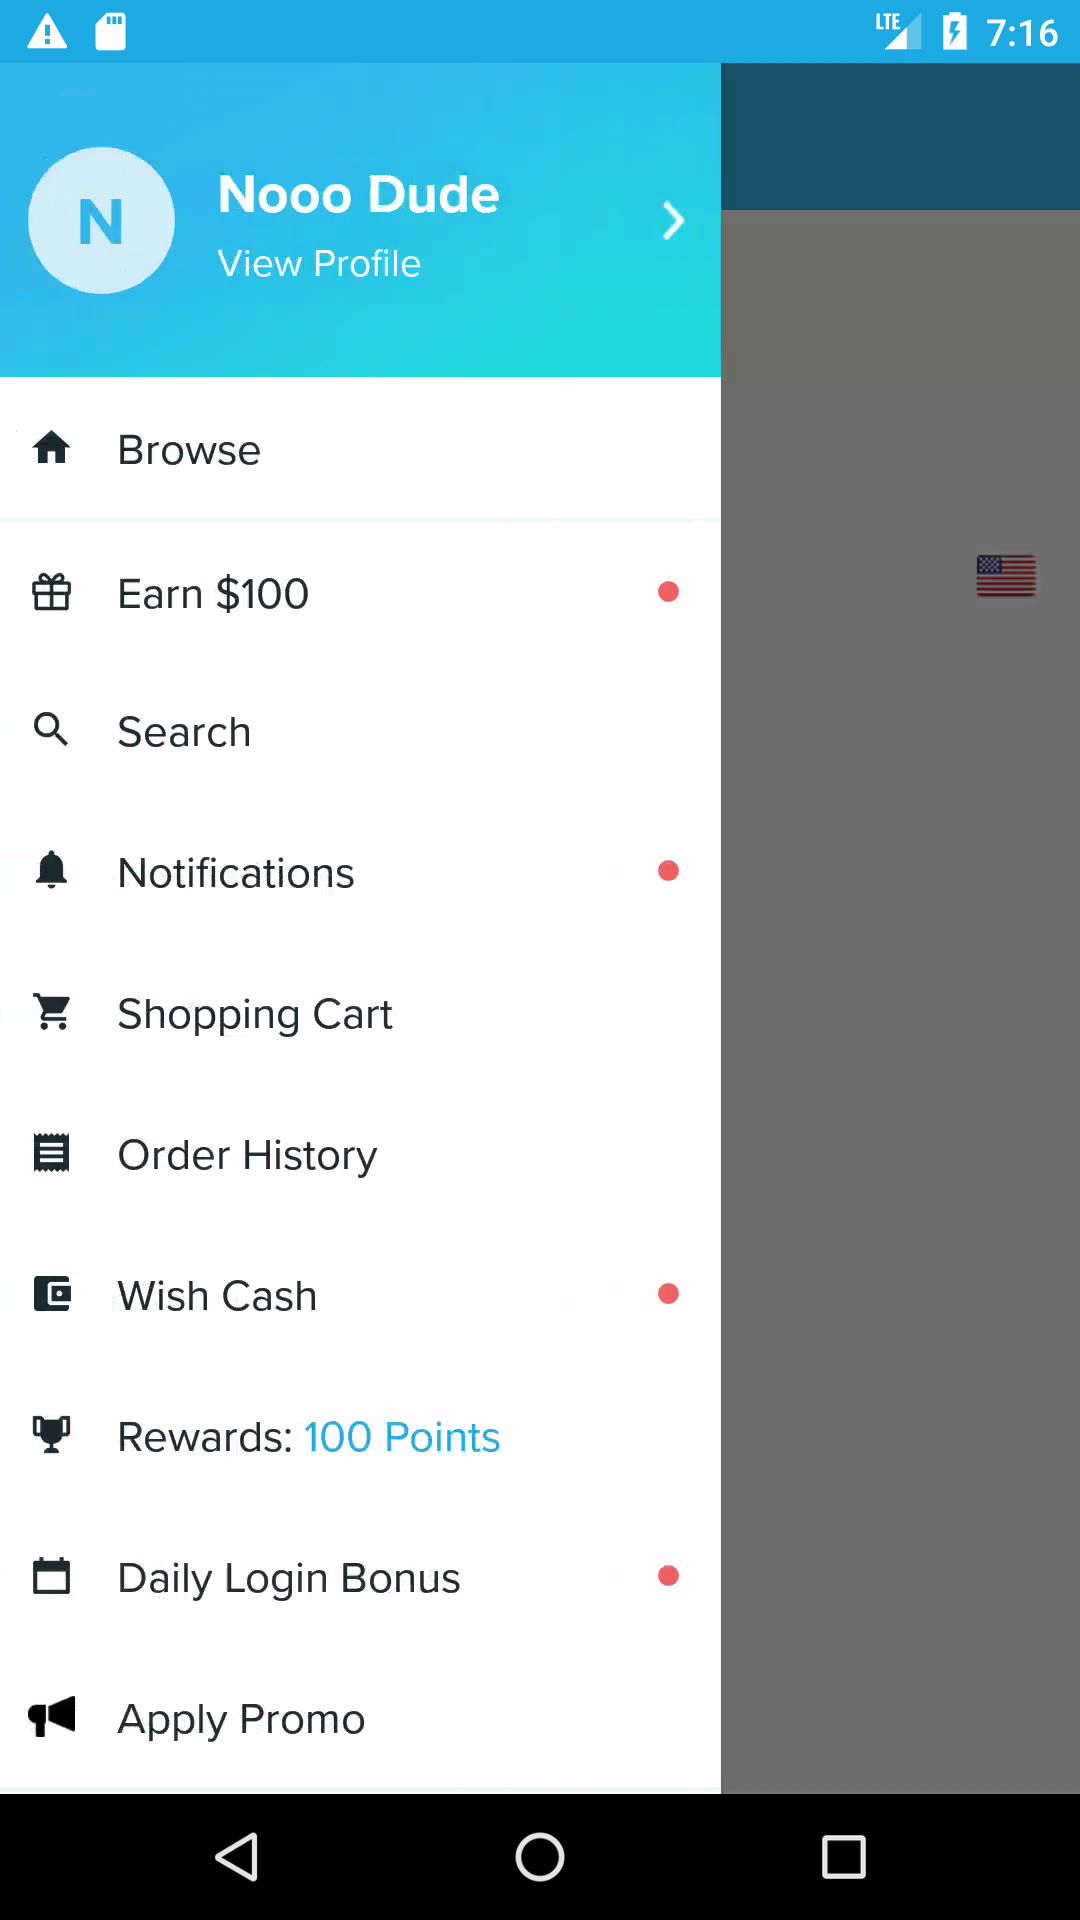 LTE 7:16
N
Nooo Dude
View Profile
Browse
Earn $100
Search
Notifications
Shopping Cart
Order History
Wish Cash
Rewards: 100 Points
Daily Login Bonus
Apply Promo